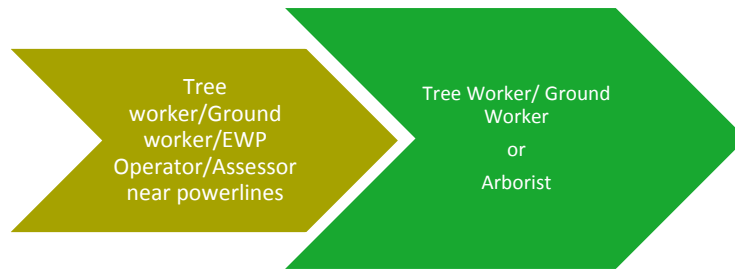 Tree
worker/Ground
worker/EWP
Operator/Assessor
near powerlines
Tree Worker/ Ground
Worker
or
Arborist